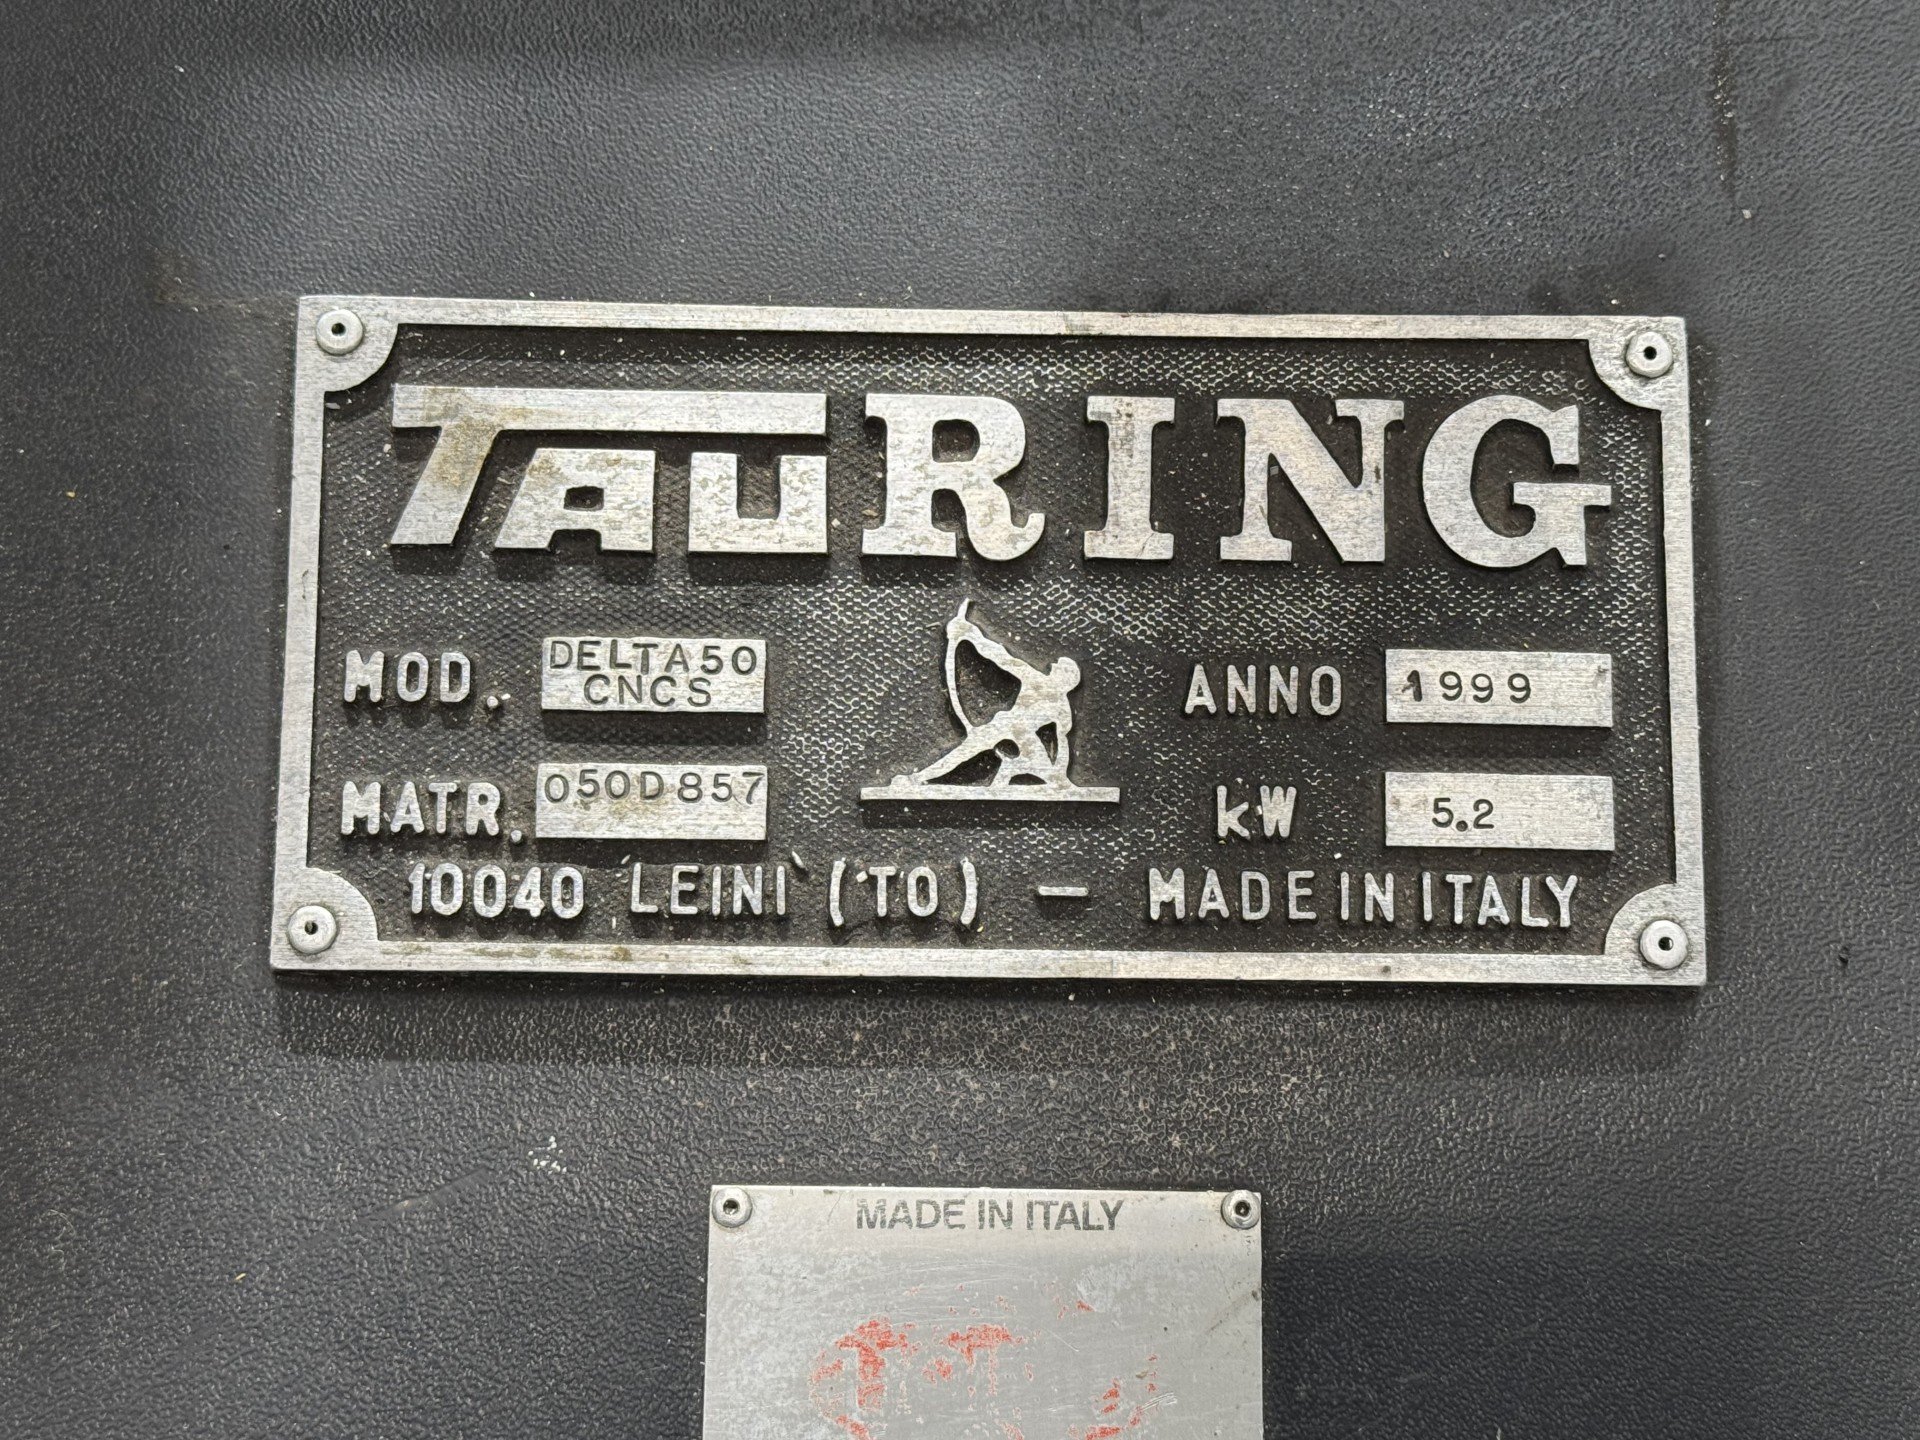 TAURING
MOD. DELTA50 CNCS
ANNO 1999
MATR. 050D857
kW 5.2
10040 LEINI (TO) - MADE IN ITALY
MADE IN ITALY